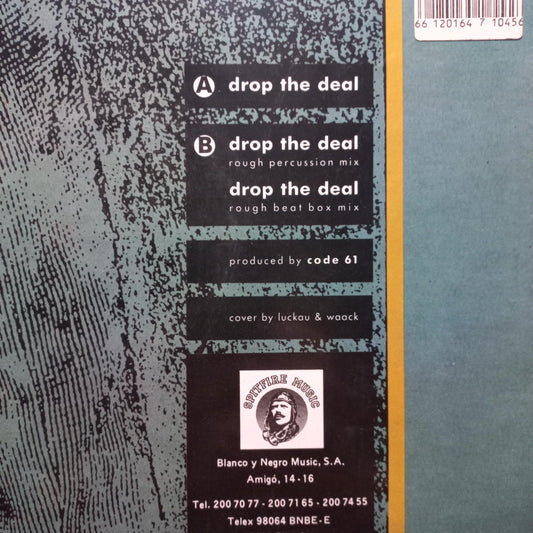 66 120164 7 10456
A drop the deal
B drop the deal
rough percussion mix
drop the deal
rough beat box mix
produced by code 61
cover by luckau & waack
SPITFIRE MUSIC
Blanco y Negro Music, S.A.
Amigó, 14-16
Tel. 200 70 77 - 200 71 65 - 200 74 55
Telex 98064 BNBE-E